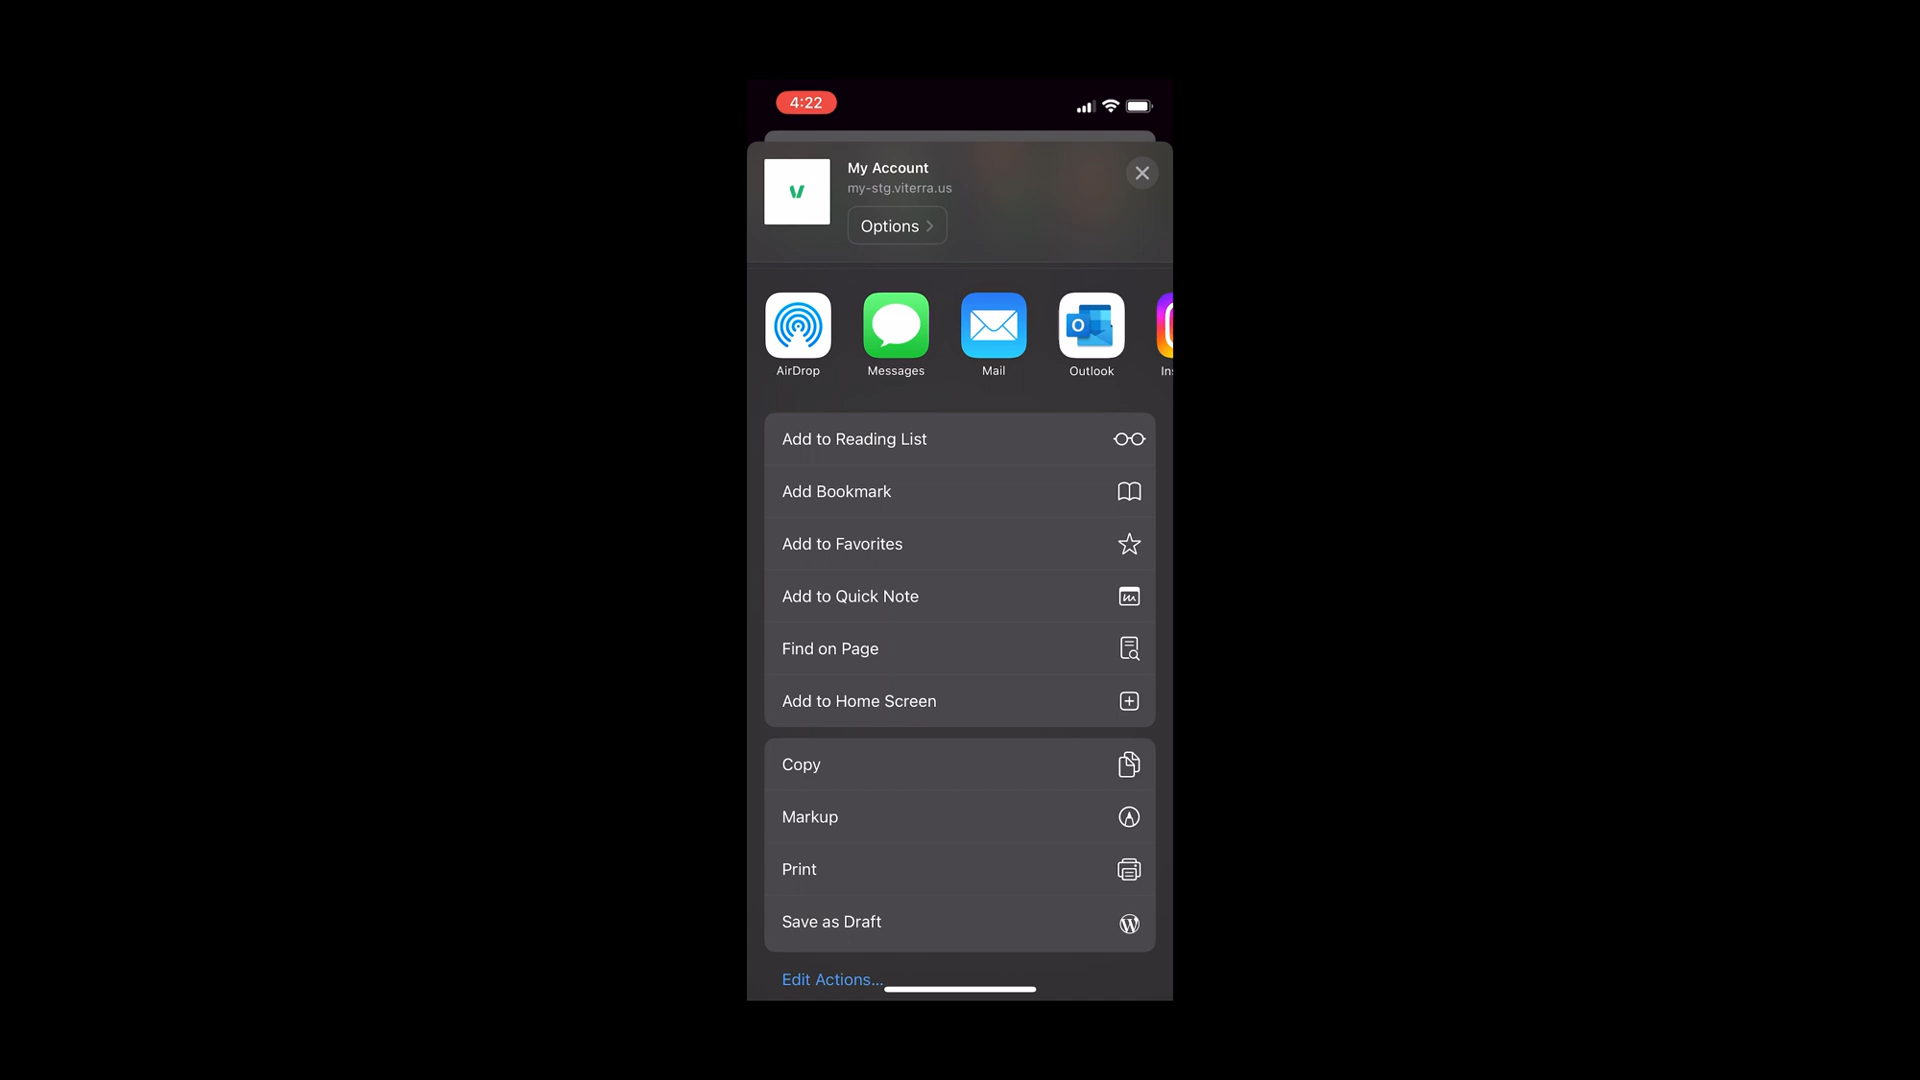 4:22
My Account
my-stg.viterra.us
Options
AirDrop
Messages
Mail
Outlook
Ins
Add to Reading List
Add Bookmark
Add to Favorites
Add to Quick Note
Find on Page
Add to Home Screen
Copy
Markup
Print
Save as Draft
Edit Actions...